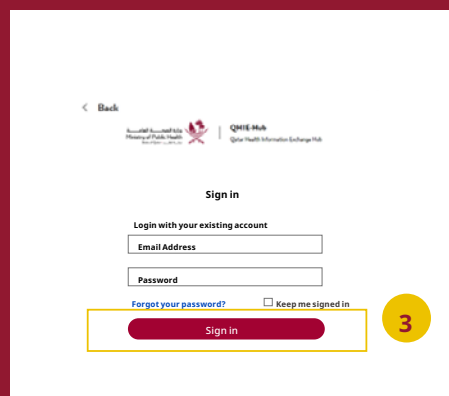 < Back
Ministry of Public Health
QHIE-Hub
Qatar Health Information Exchange Hub
Sign in
Login with your existing account
Email Address
Password
Forgot your password?
Keep me signed in
Sign in
3